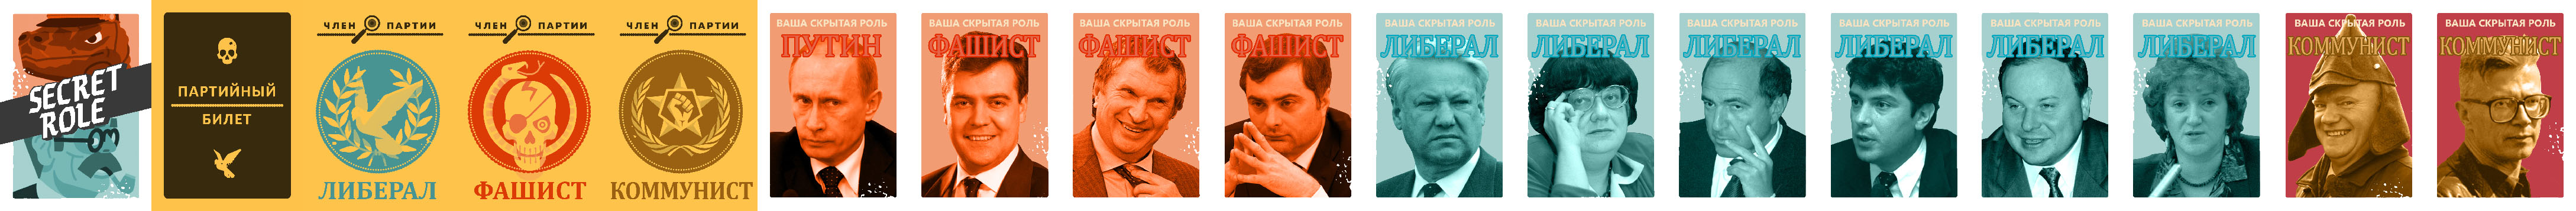 SECRET
ROLE
ПАРТИЙНЫЙ
БИЛЕТ
ЧЛЕН ПАРТИИ
ЛИБЕРАЛ
ЧЛЕН ПАРТИИ
ФАШИСТ
ЧЛЕН ПАРТИИ
КОММУНИСТ
ВАША СКРЫТАЯ РОЛЬ
ПУТИН
ВАША СКРЫТАЯ РОЛЬ
ФАШИСТ
ВАША СКРЫТАЯ РОЛЬ
ФАШИСТ
ВАША СКРЫТАЯ РОЛЬ
ФАШИСТ
ВАША СКРЫТАЯ РОЛЬ
ЛИБЕРАЛ
ВАША СКРЫТАЯ РОЛЬ
ЛИБЕРАЛ
ВАША СКРЫТАЯ РОЛЬ
ЛИБЕРАЛ
ВАША СКРЫТАЯ РОЛЬ
ЛИБЕРАЛ
ВАША СКРЫТАЯ РОЛЬ
ЛИБЕРАЛ
ВАША СКРЫТАЯ РОЛЬ
ЛИБЕРАЛ
ВАША СКРЫТАЯ РОЛЬ
КОММУНИСТ
ВАША СКРЫТАЯ РОЛЬ
КОММУНИСТ